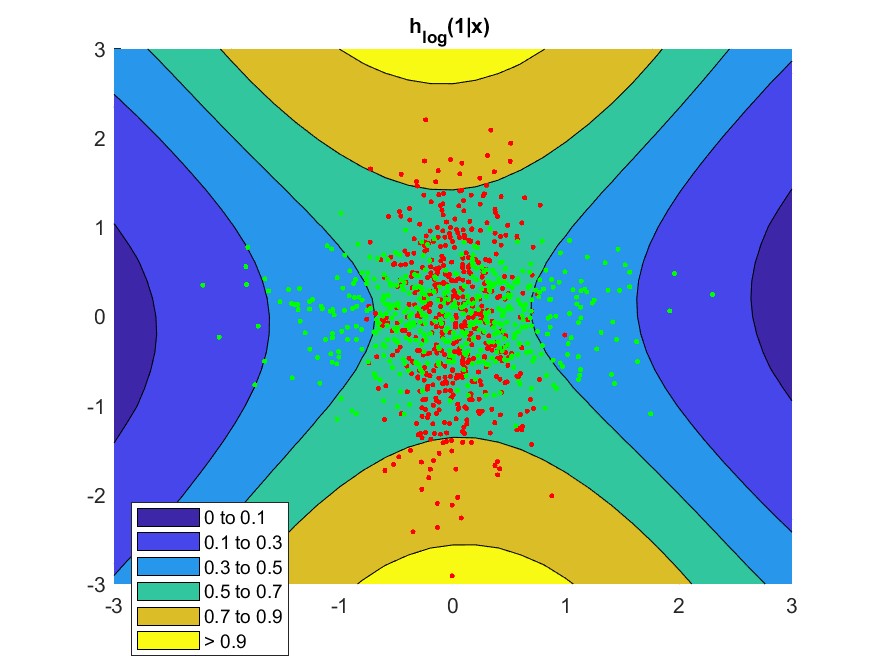 h_log(1|x)
3
2
1
0
-1
-2
-3
-3 -1 0 1 2 3
0 to 0.1
0.1 to 0.3
0.3 to 0.5
0.5 to 0.7
0.7 to 0.9
> 0.9